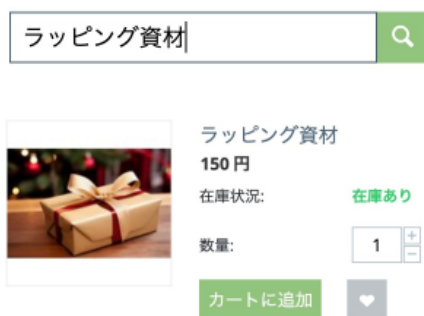 ラッピング資材
ラッピング資材
150 円
在庫状況: 在庫あり
数量: 1 + −
カートに追加